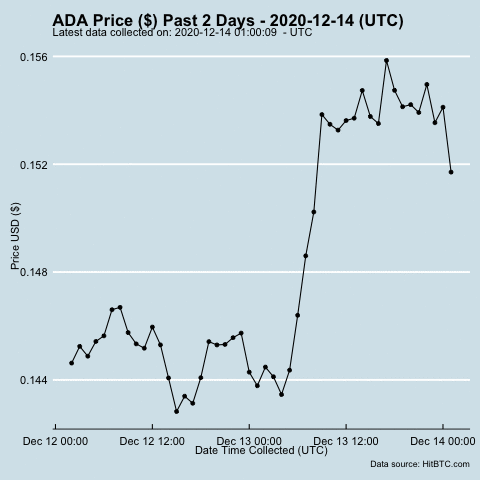 ADA Price ($) Past 2 Days - 2020-12-14 (UTC)
Latest data collected on: 2020-12-14 01:00:09  - UTC
0.156
0.152
0.148
0.144
Price USD ($)
Dec 12 00:00 Dec 12 12:00 Dec 13 00:00 Dec 13 12:00 Dec 14 00:00
Date Time Collected (UTC)
Data source: HitBTC.com